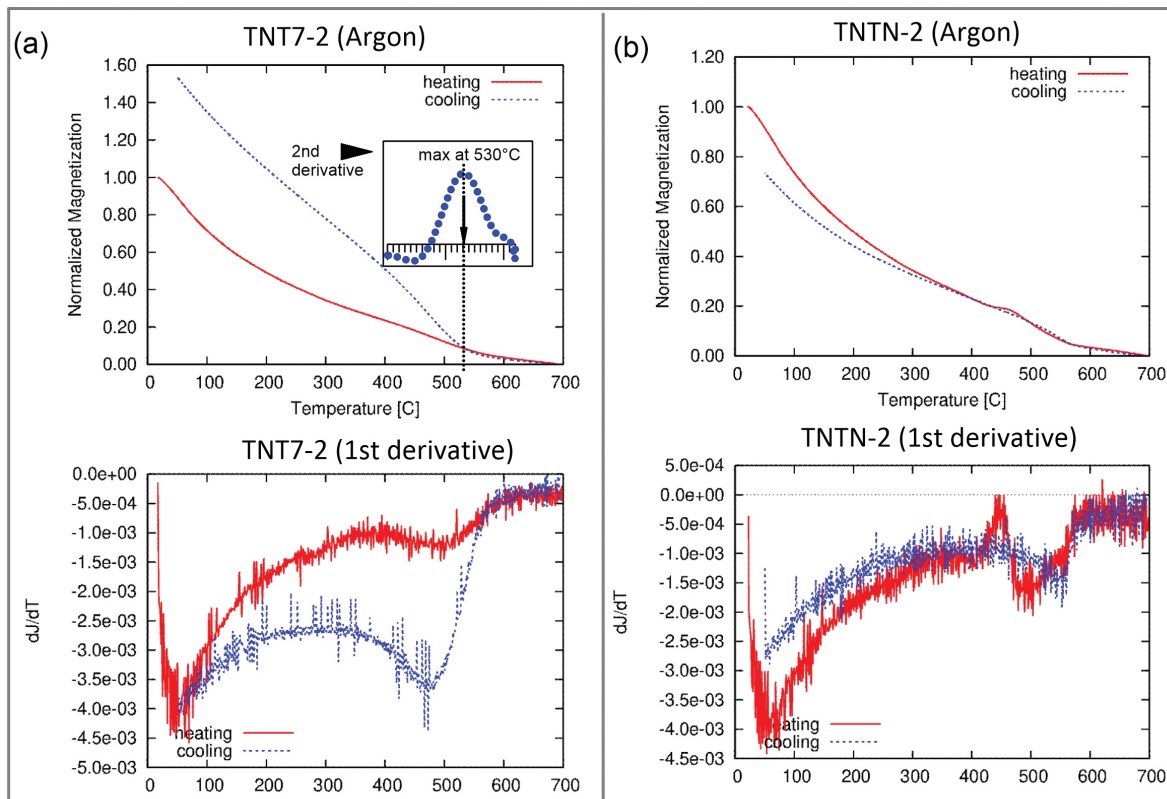 (a)
TNT7-2 (Argon)
1.60
1.40
1.20
1.00
0.80
0.60
0.40
0.20
0.00
Normalized Magnetization
heating
cooling
2nd
derivative
max at 530°C
0 100 200 300 400 500 600 700
Temperature [C]
TNT7-2 (1st derivative)
0.0e+00
-5.0e-04
-1.0e-03
-1.5e-03
-2.0e-03
-2.5e-03
-3.0e-03
-3.5e-03
-4.0e-03
-4.5e-03
-5.0e-03
dJ/dT
heating
cooling
0 100 200 300 400 500 600 700
(b)
TNTN-2 (Argon)
1.20
1.00
0.80
0.60
0.40
0.20
0.00
Normalized Magnetization
heating
cooling
0 100 200 300 400 500 600 700
Temperature [C]
TNTN-2 (1st derivative)
5.0e-04
0.0e+00
-5.0e-04
-1.0e-03
-1.5e-03
-2.0e-03
-2.5e-03
-3.0e-03
-3.5e-03
-4.0e-03
-4.5e-03
dJ/dT
heating
cooling
0 100 200 300 400 500 600 700